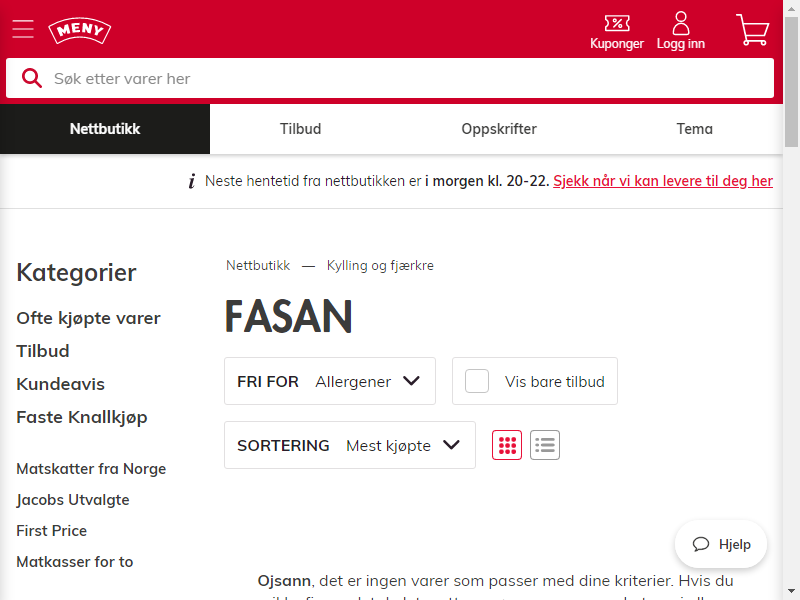 MENY
Kuponger
Logg inn
Søk etter varer her
Nettbutikk
Tilbud
Oppskrifter
Tema
i Neste hentetid fra nettbutikken er i morgen kl. 20-22. Sjekk når vi kan levere til deg her
Kategorier
Ofte kjøpte varer
Tilbud
Kundeavis
Faste Knallkjøp
Matskatter fra Norge
Jacobs Utvalgte
First Price
Matkasser for to
Nettbutikk — Kylling og fjærkre
FASAN
FRI FOR Allergener
Vis bare tilbud
SORTERING Mest kjøpte
Hjelp
Ojsann, det er ingen varer som passer med dine kriterier. Hvis du